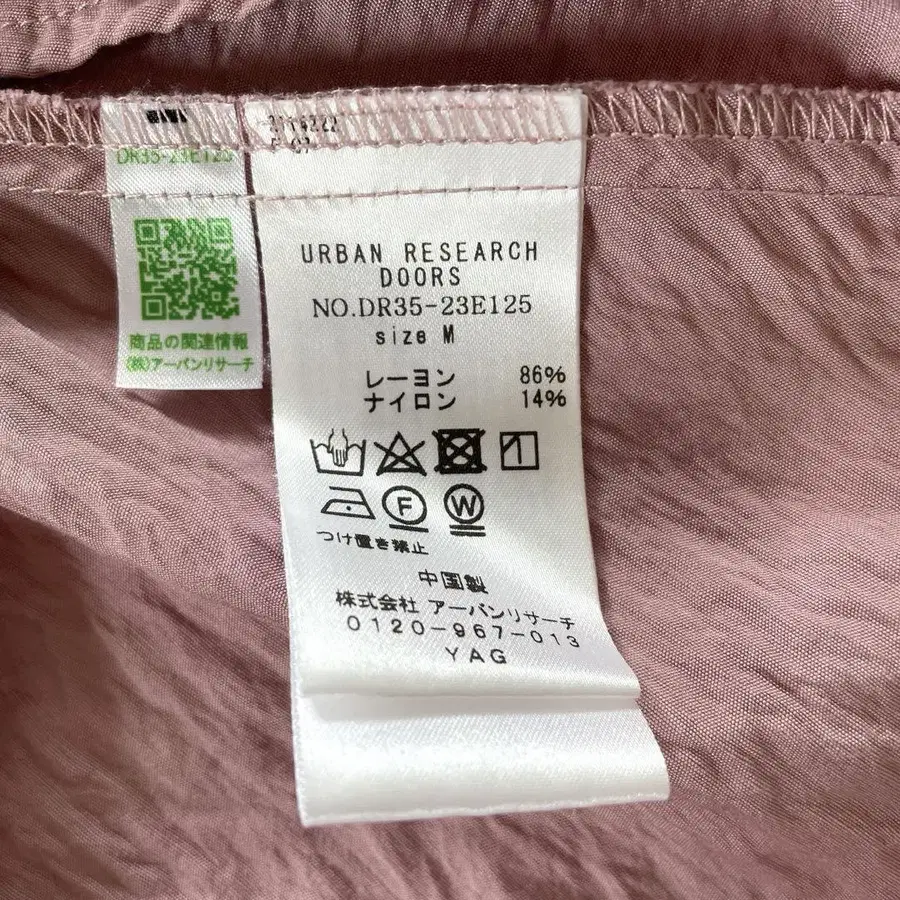 DR35-23E125
商品の関連情報
(株)アーバンリサーチ
URBAN RESEARCH
DOORS
NO.DR35-23E125
size M
レーヨン 86%
ナイロン 14%
F W
つけ置き禁止
中国製
株式会社 アーバンリサーチ
0120-967-013
YAG